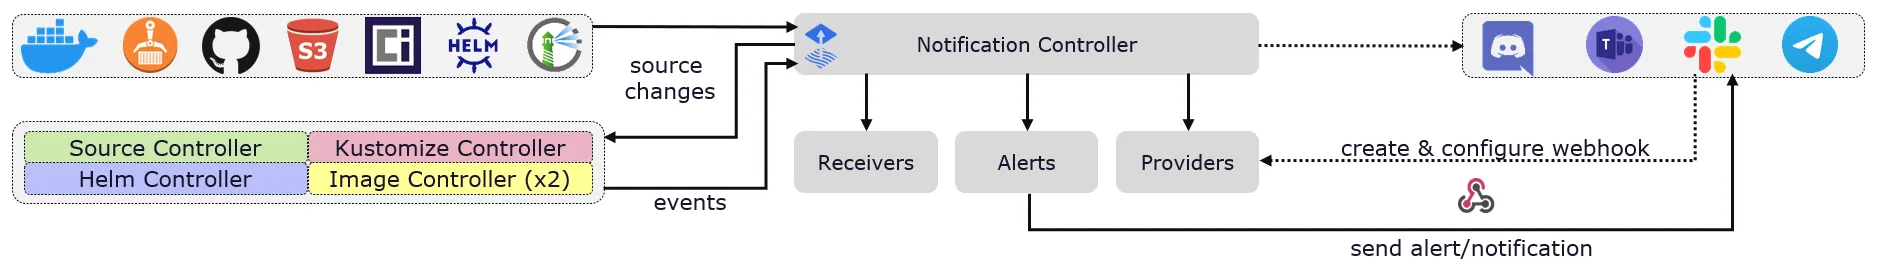 S3
Ci
HELM
Notification Controller
T
source
changes
Source Controller
Kustomize Controller
Helm Controller
Image Controller (x2)
events
Receivers
Alerts
Providers
create & configure webhook
send alert/notification